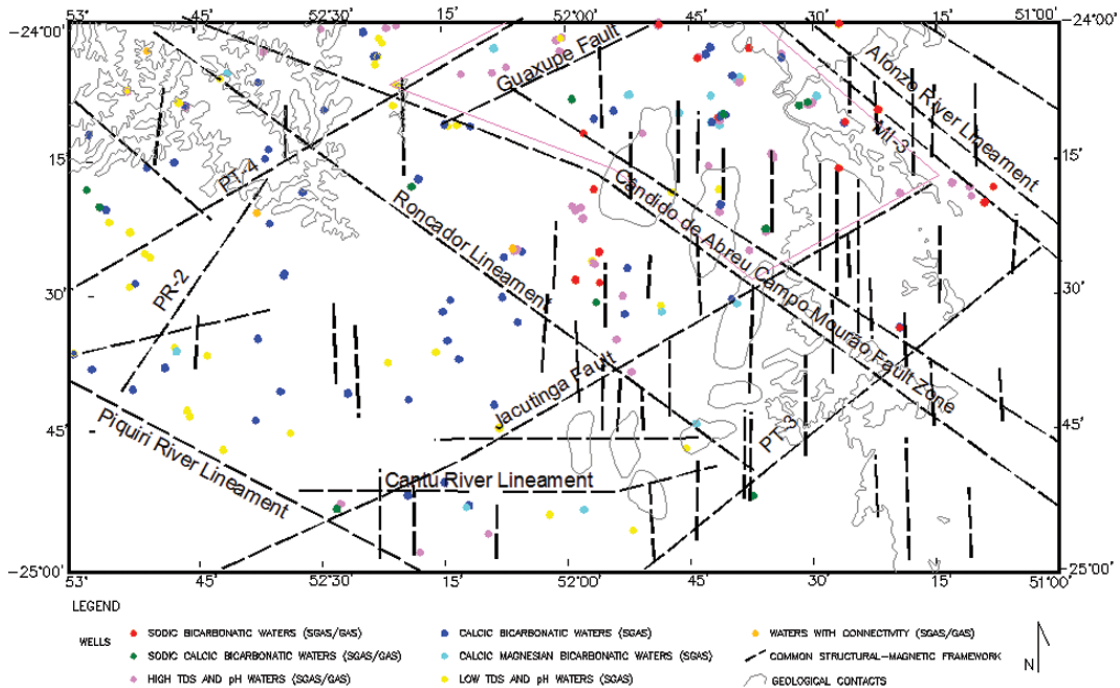 45' 52°30' 15' 52°00' 45' 30' 15' 51°00'
-24°00' -24°00'
Guaxupe Fault
Alonzo River Lineament
MI-3
15' 15'
PT-4
Roncador Lineament
Cândido de Abreu Campo Mourão Fault Zone
PR-2
30' 30'
Jacutinga Fault
Piquiri River Lineament
45' 45'
PT-3
Cantu River Lineament
-25°00' -25°00'
53° 45' 52°30' 15' 52°00' 45' 30' 15' 51°00'
LEGEND
WELLS
SODIC BICARBONATIC WATERS (SGAS/GAS) CALCIC BICARBONATIC WATERS (SGAS) WATERS WITH CONNECTIVITY (SGAS/GAS)
SODIC CALCIC BICARBONATIC WATERS (SGAS/GAS) CALCIC MAGNESIAN BICARBONATIC WATERS (SGAS) COMMON STRUCTURAL-MAGNETIC FRAMEWORK
HIGH TDS AND pH WATERS (SGAS/GAS) LOW TDS AND pH WATERS (SGAS) GEOLOGICAL CONTACTS
N